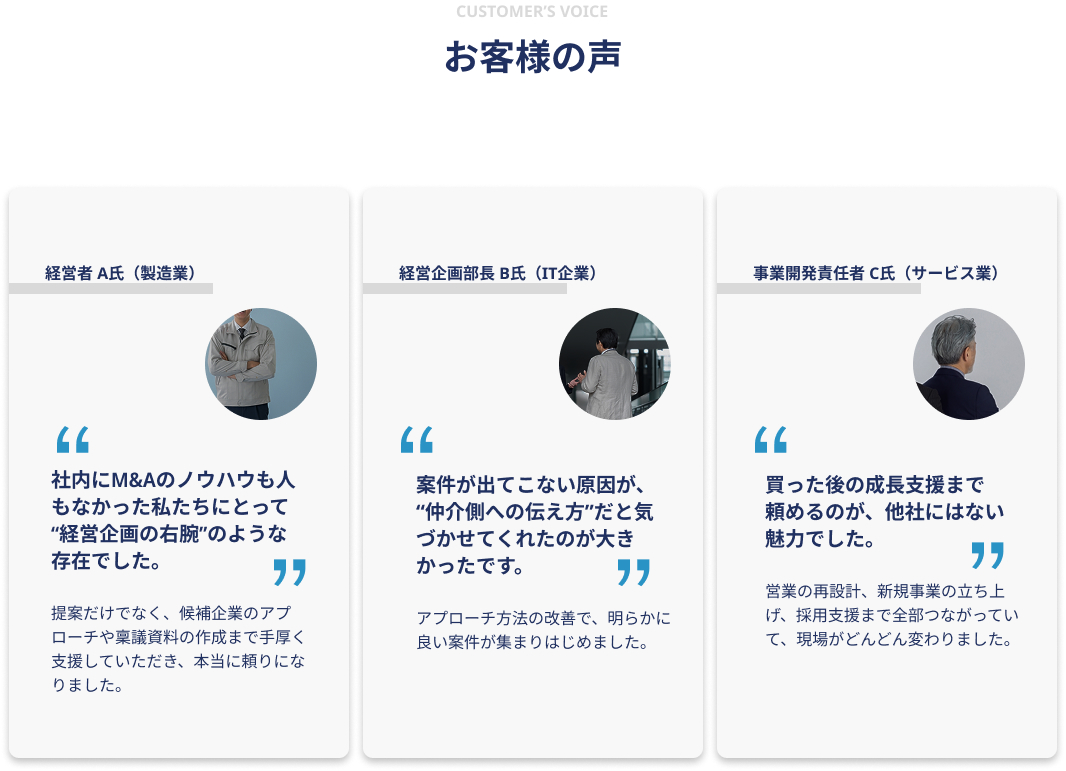 CUSTOMER'S VOICE
お客様の声
経営者 A氏（製造業）
“
社内にM&Aのノウハウも人
もなかった私たちにとって
“経営企画の右腕”のような
存在でした。
”
提案だけでなく、候補企業のアプ
ローチや稟議資料の作成まで手厚く
支援していただき、本当に頼りにな
りました。
経営企画部長 B氏（IT企業）
“
案件が出てこない原因が、
“仲介側への伝え方”だと気
づかせてくれたのが大き
かったです。
”
アプローチ方法の改善で、明らかに
良い案件が集まりはじめました。
事業開発責任者 C氏（サービス業）
“
買った後の成長支援まで
頼めるのが、他社にはない
魅力でした。
”
営業の再設計、新規事業の立ち上
げ、採用支援まで全部つながってい
て、現場がどんどん変わりました。